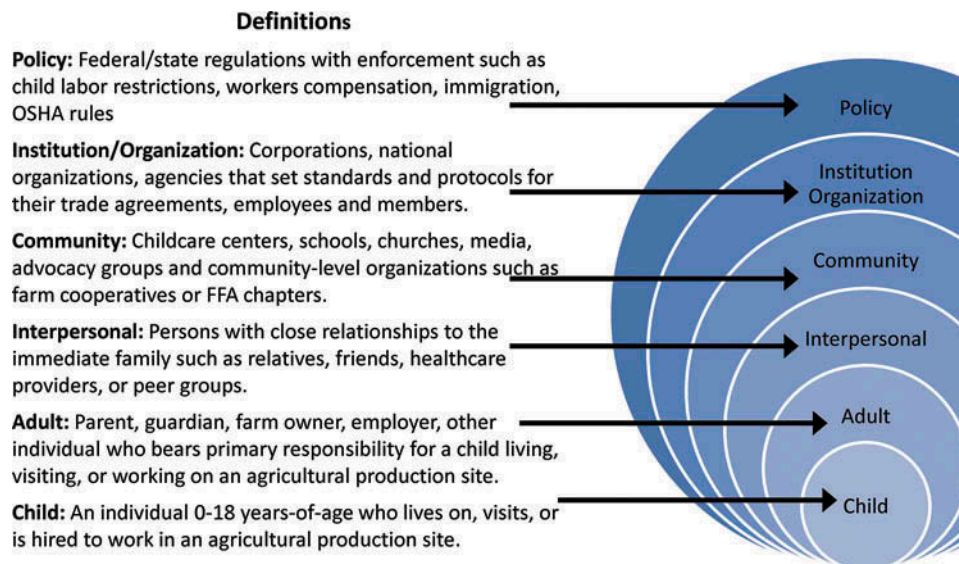 Definitions
Policy: Federal/state regulations with enforcement such as
child labor restrictions, workers compensation, immigration,
OSHA rules
Institution/Organization: Corporations, national
organizations, agencies that set standards and protocols for
their trade agreements, employees and members.
Community: Childcare centers, schools, churches, media,
advocacy groups and community-level organizations such as
farm cooperatives or FFA chapters.
Interpersonal: Persons with close relationships to the
immediate family such as relatives, friends, healthcare
providers, or peer groups.
Adult: Parent, guardian, farm owner, employer, other
individual who bears primary responsibility for a child living,
visiting, or working on an agricultural production site.
Child: An individual 0-18 years-of-age who lives on, visits, or
is hired to work in an agricultural production site.
Policy
Institution
Organization
Community
Interpersonal
Adult
Child